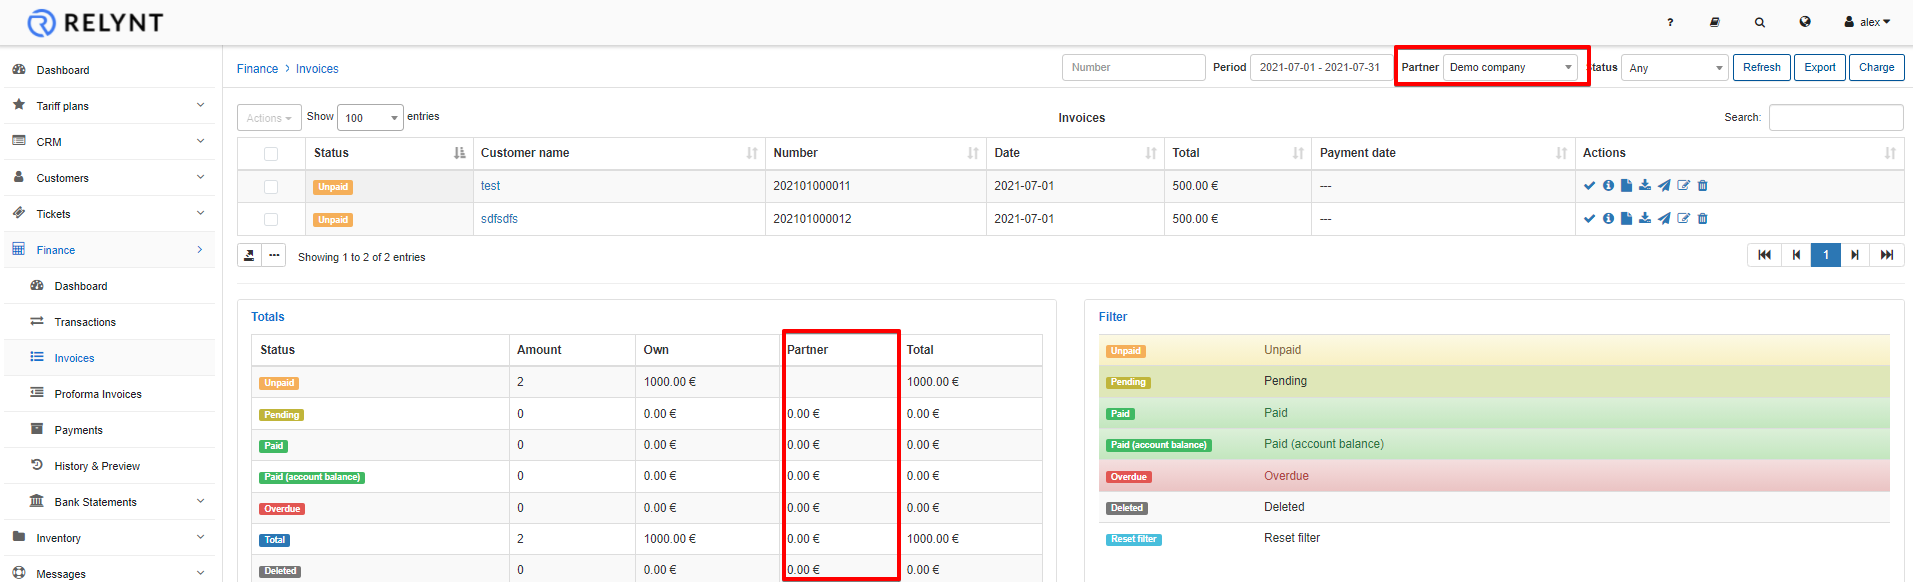 RELYNT
? alex
Dashboard
Tariff plans
CRM
Customers
Tickets
Finance
Dashboard
Transactions
Invoices
Proforma Invoices
Payments
History & Preview
Bank Statements
Inventory
Messages
Finance > Invoices
Number Period 2021-07-01 - 2021-07-31 Partner Demo company Status Any Refresh Export Charge
Actions Show 100 entries Invoices Search:
Status Customer name Number Date Total Payment date Actions
Unpaid test 202101000011 2021-07-01 500.00 € ---
Unpaid sdfsdfs 202101000012 2021-07-01 500.00 € ---
Showing 1 to 2 of 2 entries 1
Totals
Status Amount Own Partner Total
Unpaid 2 1000.00 € 1000.00 €
Pending 0 0.00 € 0.00 € 0.00 €
Paid 0 0.00 € 0.00 € 0.00 €
Paid (account balance) 0 0.00 € 0.00 € 0.00 €
Overdue 0 0.00 € 0.00 € 0.00 €
Total 2 1000.00 € 0.00 € 1000.00 €
Deleted 0 0.00 € 0.00 € 0.00 €
Filter
Unpaid Unpaid
Pending Pending
Paid Paid
Paid (account balance) Paid (account balance)
Overdue Overdue
Deleted Deleted
Reset filter Reset filter